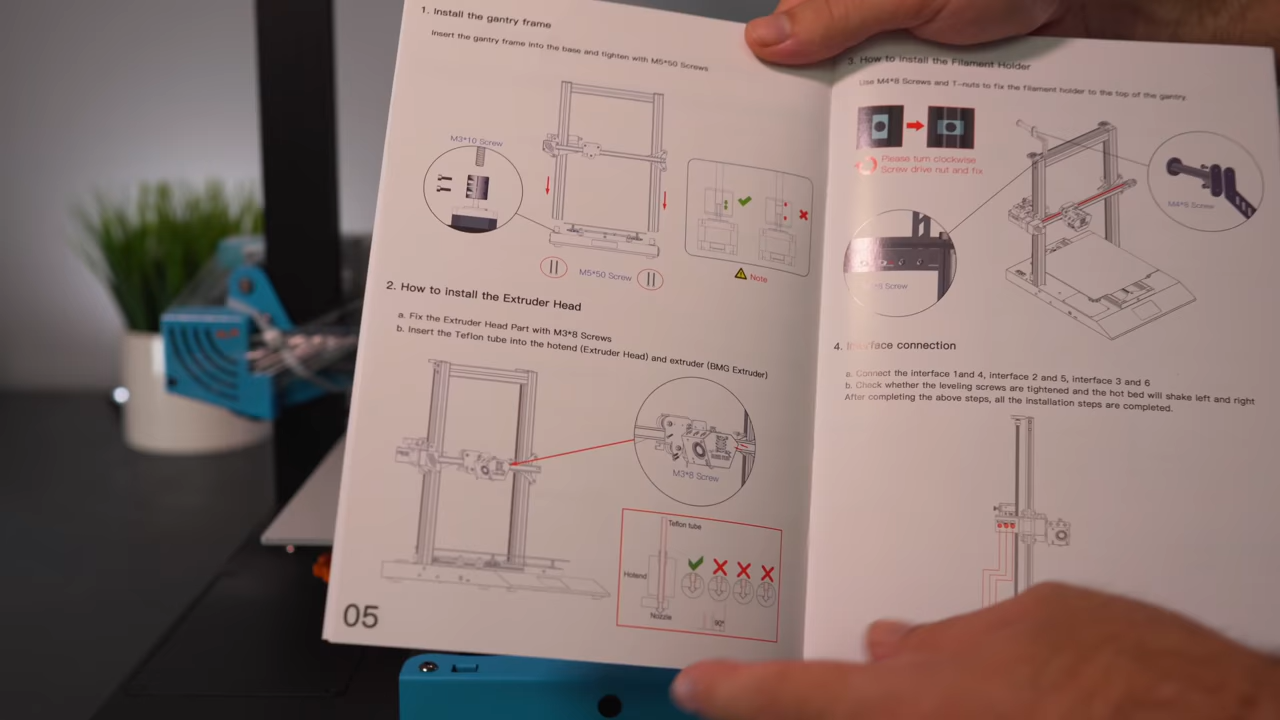 1. Install the gantry frame
Insert the gantry frame into the base and tighten with M5*50 Screws
M3*10 Screw
M5*50 Screw
Note
2. How to install the Extruder Head
a. Fix the Extruder Head Part with M3*8 Screws
b. Insert the Teflon tube into the hotend (Extruder Head) and extruder (BMG Extruder)
M3*8 Screw
Teflon tube
Hotend
Nozzle
90°
05
3. How to install the Filament Holder
Use M4*8 Screws and T-nuts to fix the filament holder to the top of the gantry.
Please turn clockwise
Screw drive nut and fix
M4*8 Screw
Screw
4. Interface connection
a. Connect the interface 1and 4, interface 2 and 5, interface 3 and 6
b. Check whether the leveling screws are tightened and the hot bed will shake left and right
After completing the above steps, all the installation steps are completed.